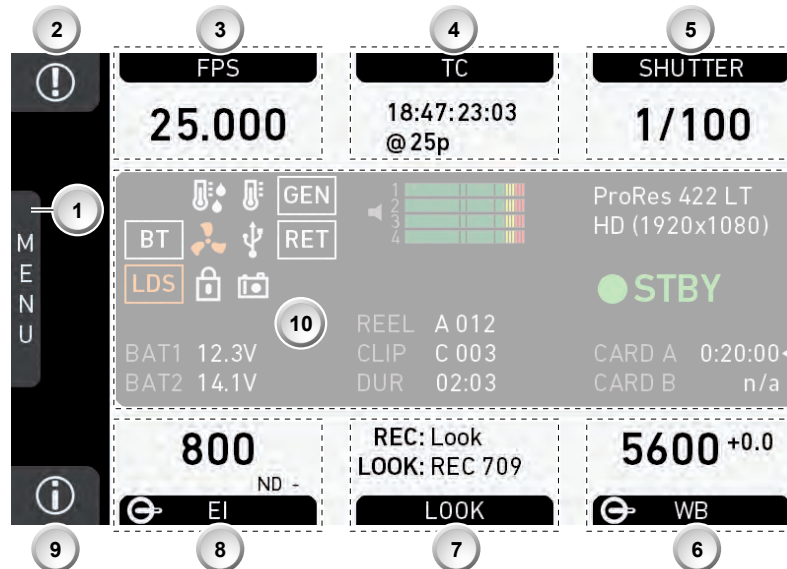 2 3 4 5
FPS TC SHUTTER
25.000 18:47:23:03 1/100
@ 25p
1
MENU
GEN 1 ProRes 422 LT
2
BT RET 3 HD (1920x1080)
4
LDS STBY
10 REEL A 012
BAT1 12.3V CLIP C 003 CARD A 0:20:00
BAT2 14.1V DUR 02:03 CARD B n/a
800 REC: Look 5600 +0.0
ND - LOOK: REC 709
EI LOOK WB
9 8 7 6